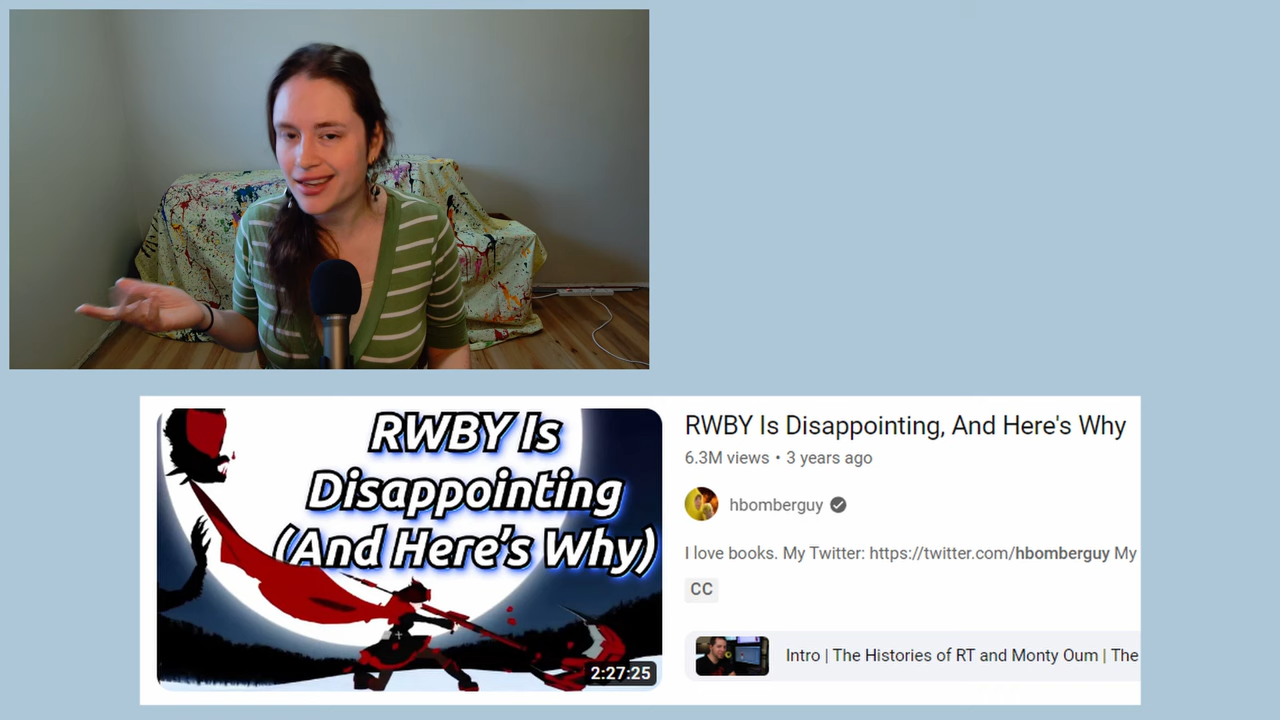 RWBY Is
Disappointing
(And Here's Why)
2:27:25
RWBY Is Disappointing, And Here's Why
6.3M views • 3 years ago
hbomberguy
I love books. My Twitter: https://twitter.com/hbomberguy My
CC
Intro | The Histories of RT and Monty Oum | The